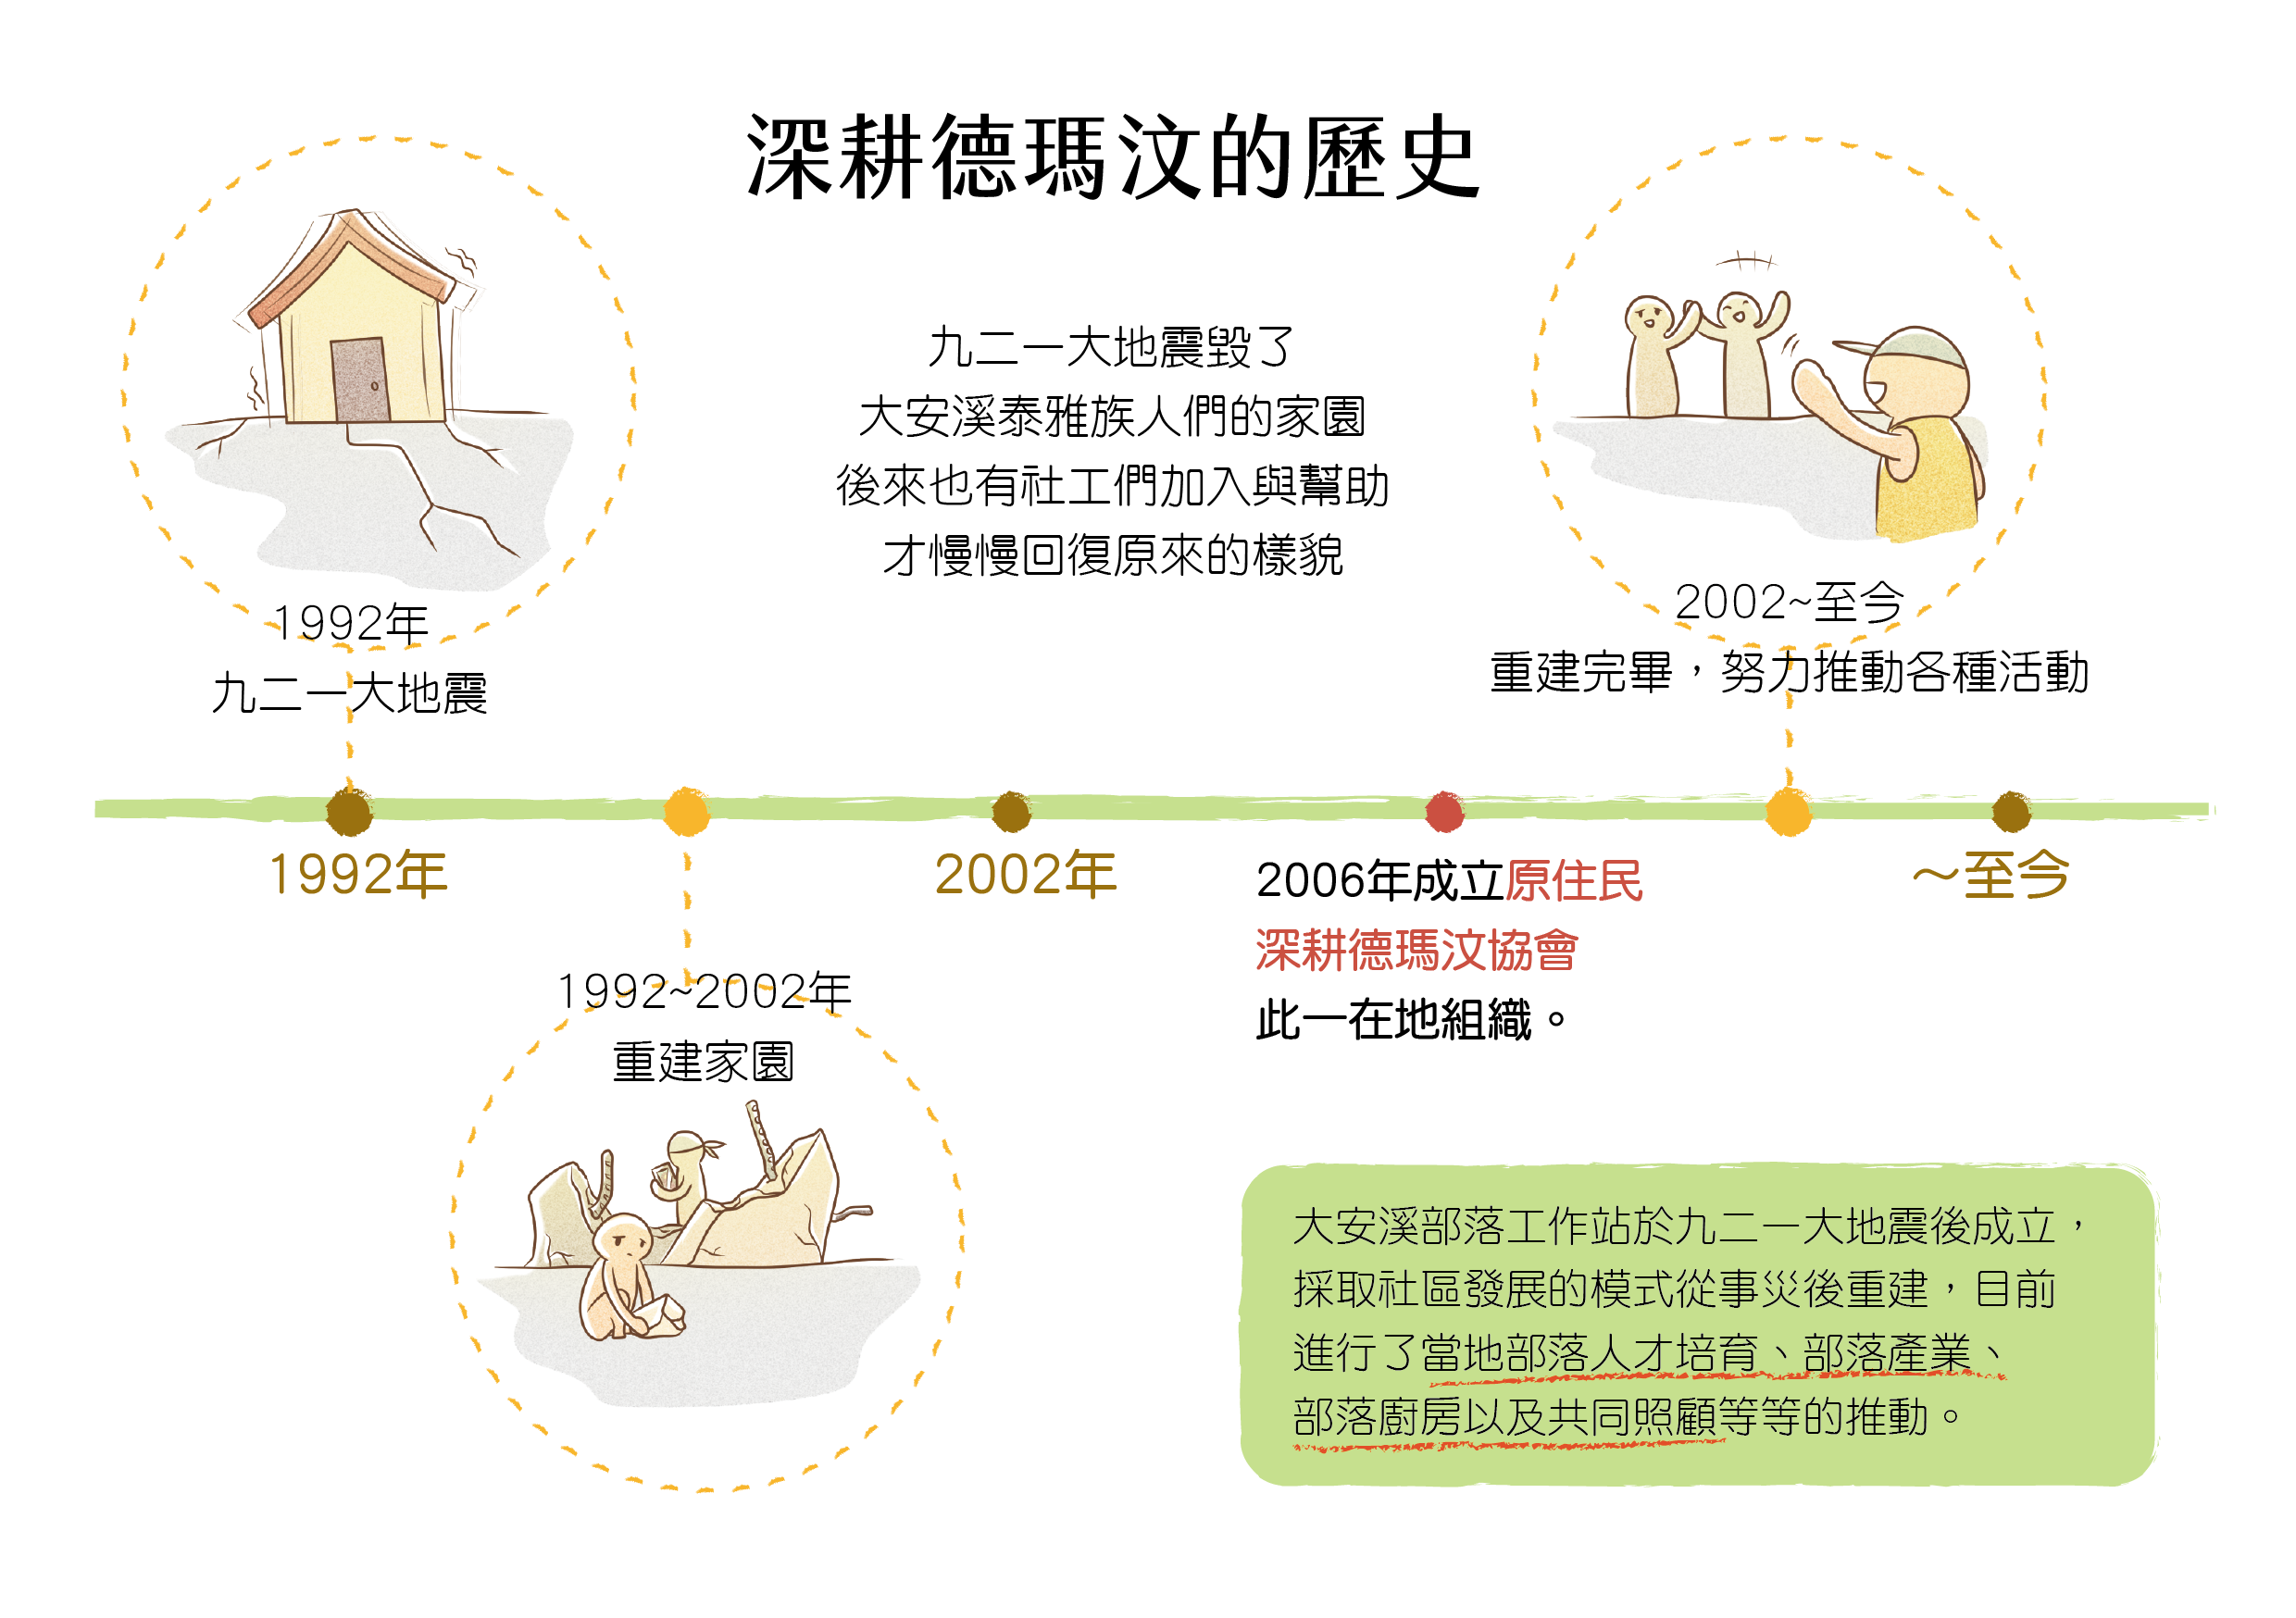 深耕德瑪汶的歷史
九二一大地震毀了
大安溪泰雅族人們的家園
後來也有社工們加入與幫助
才慢慢回復原來的樣貌
1992年
九二一大地震
2002~至今
重建完畢，努力推動各種活動
1992年
2002年
2006年成立原住民
深耕德瑪汶協會
此一在地組織。
～至今
1992~2002年
重建家園
大安溪部落工作站於九二一大地震後成立，
採取社區發展的模式從事災後重建，目前
進行了當地部落人才培育、部落產業、
部落廚房以及共同照顧等等的推動。